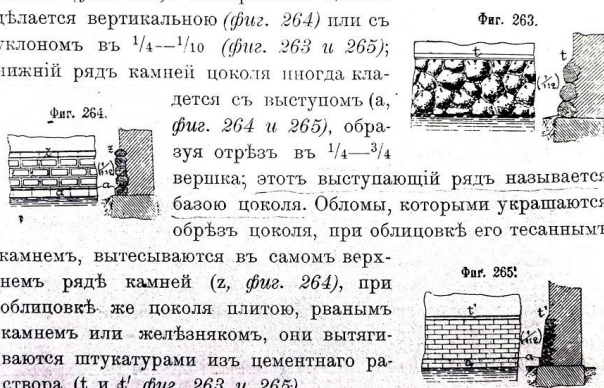 дѣлается вертикальною (фиг. 264) или съ
уклономъ въ 1/4—1/10 (фиг. 263 и 265);
нижній рядъ камней цоколя иногда кла-
дется съ выступомъ (a,
фиг. 264 и 265), обра-
зуя отрѣзъ въ 1/4—3/4
вершка; этотъ выступающій рядъ называется
базою цоколя. Обломы, которыми украшаются
обрѣзъ цоколя, при облицовкѣ его тесаннымъ
камнемъ, вытесываются въ самомъ верх-
немъ рядѣ камней (z, фиг. 264), при
облицовкѣ же цоколя плитою, рванымъ
камнемъ или желѣзнякомъ, они вытяги-
ваются штукатурами изъ цементнаго ра-
створа (t и t' фиг. 263 и 265)
Фиг. 263.
t
t
(1/112)
Фиг. 264.
z
z
a
a
Фиг. 265.
t'
t'
(1/112)
a
a